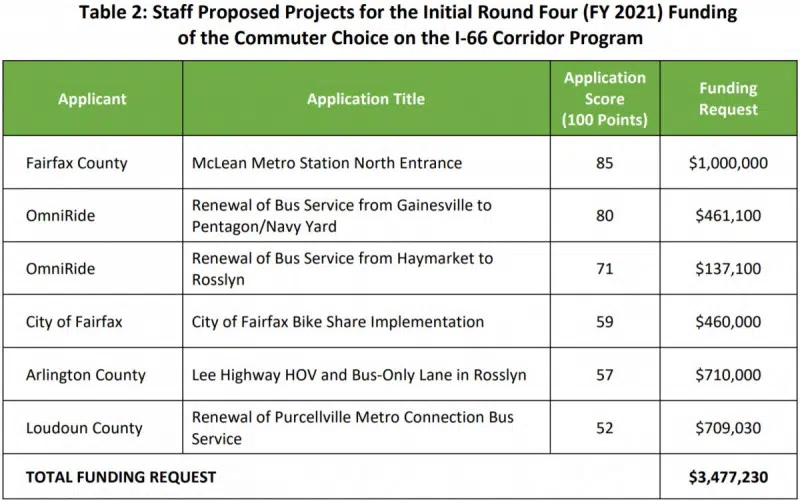 Table 2: Staff Proposed Projects for the Initial Round Four (FY 2021) Funding
of the Commuter Choice on the I-66 Corridor Program
Applicant
Application Title
Application
Score
(100 Points)
Funding
Request
Fairfax County
McLean Metro Station North Entrance
85
$1,000,000
OmniRide
Renewal of Bus Service from Gainesville to
Pentagon/Navy Yard
80
$461,100
OmniRide
Renewal of Bus Service from Haymarket to
Rosslyn
71
$137,100
City of Fairfax
City of Fairfax Bike Share Implementation
59
$460,000
Arlington County
Lee Highway HOV and Bus-Only Lane in Rosslyn
57
$710,000
Loudoun County
Renewal of Purcellville Metro Connection Bus
Service
52
$709,030
TOTAL FUNDING REQUEST
$3,477,230